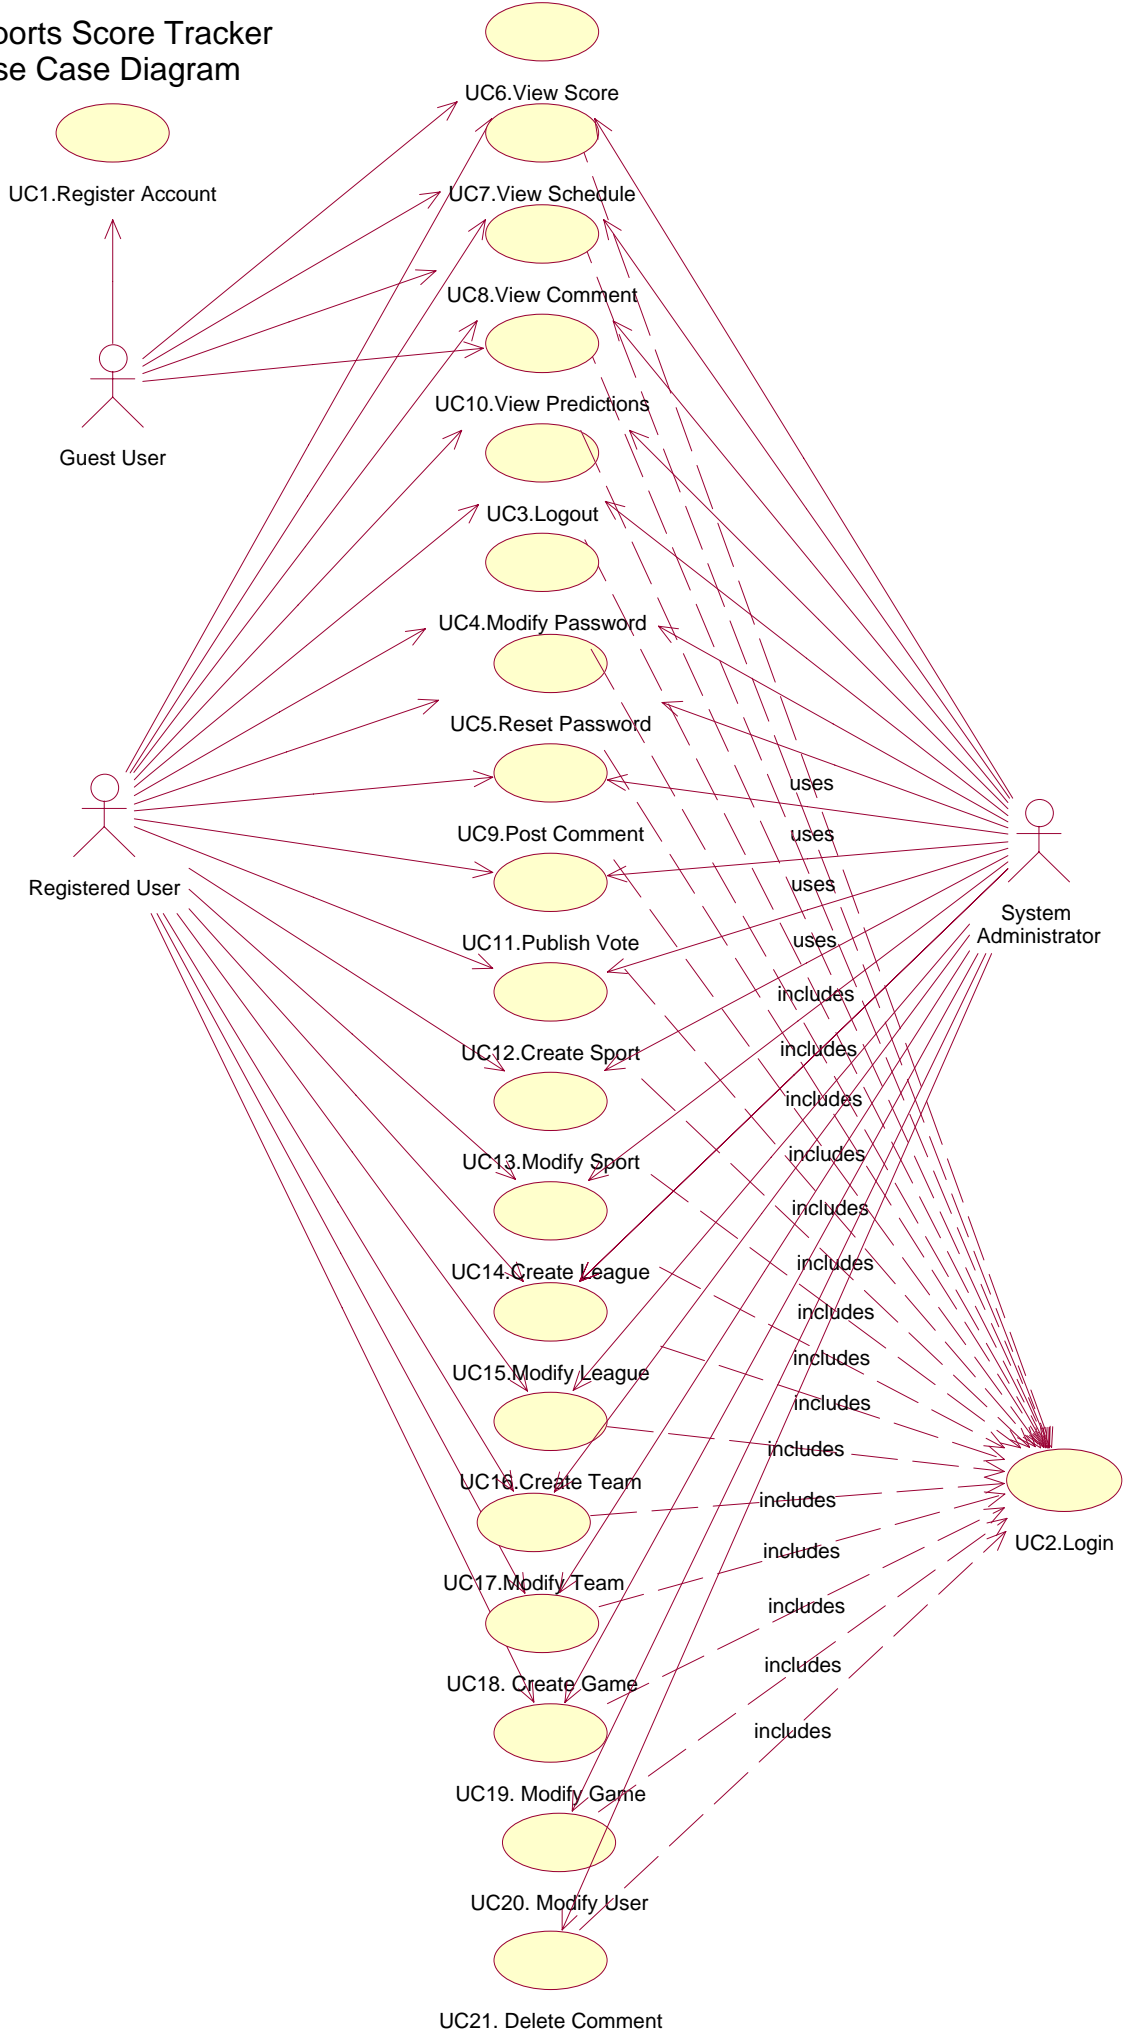 ports Score Tracker
se Case Diagram
UC6.View Score
UC1.Register Account
UC7.View Schedule
UC8.View Comment
UC10.View Predictions
Guest User
UC3.Logout
UC4.Modify Password
UC5.Reset Password
uses
UC9.Post Comment
uses
Registered User
uses
System
Administrator
UC11.Publish Vote
uses
includes
UC12.Create Sport
includes
includes
UC13.Modify Sport
includes
includes
UC14.Create League
includes
includes
UC15.Modify League
includes
includes
UC16.Create Team
includes
includes
UC2.Login
UC17.Modify Team
includes
includes
UC18. Create Game
includes
includes
UC19. Modify Game
UC20. Modify User
UC21. Delete Comment